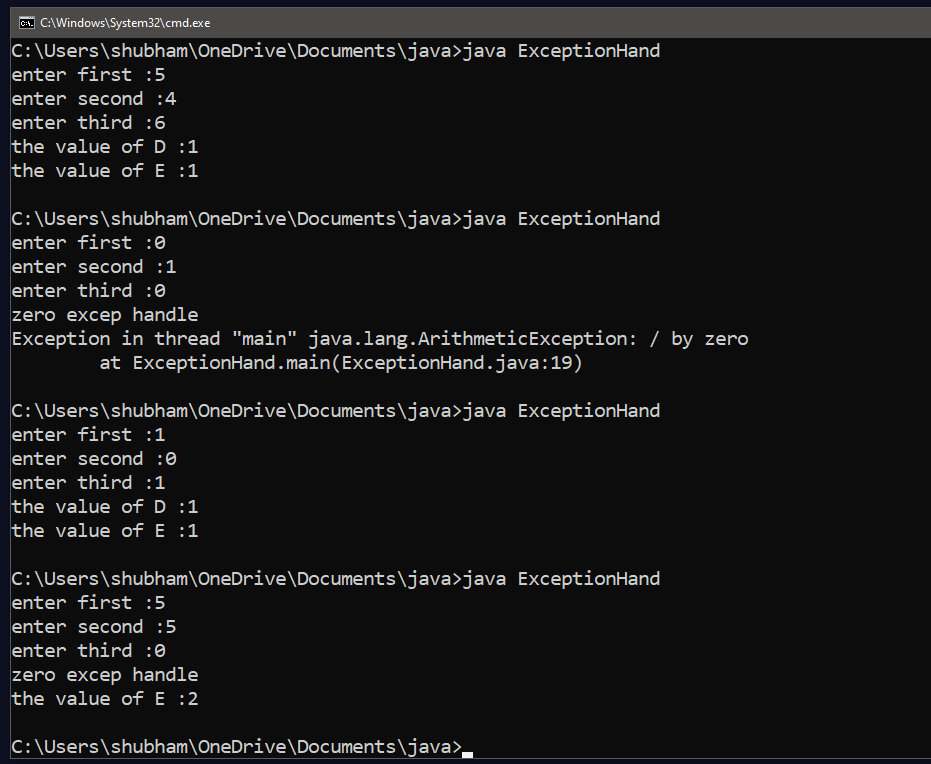 C:\Windows\System32\cmd.exe
C:\Users\shubham\OneDrive\Documents\java>java ExceptionHand
enter first :5
enter second :4
enter third :6
the value of D :1
the value of E :1
C:\Users\shubham\OneDrive\Documents\java>java ExceptionHand
enter first :0
enter second :1
enter third :0
zero excep handle
Exception in thread "main" java.lang.ArithmeticException: / by zero
        at ExceptionHand.main(ExceptionHand.java:19)
C:\Users\shubham\OneDrive\Documents\java>java ExceptionHand
enter first :1
enter second :0
enter third :1
the value of D :1
the value of E :1
C:\Users\shubham\OneDrive\Documents\java>java ExceptionHand
enter first :5
enter second :5
enter third :0
zero excep handle
the value of E :2
C:\Users\shubham\OneDrive\Documents\java>